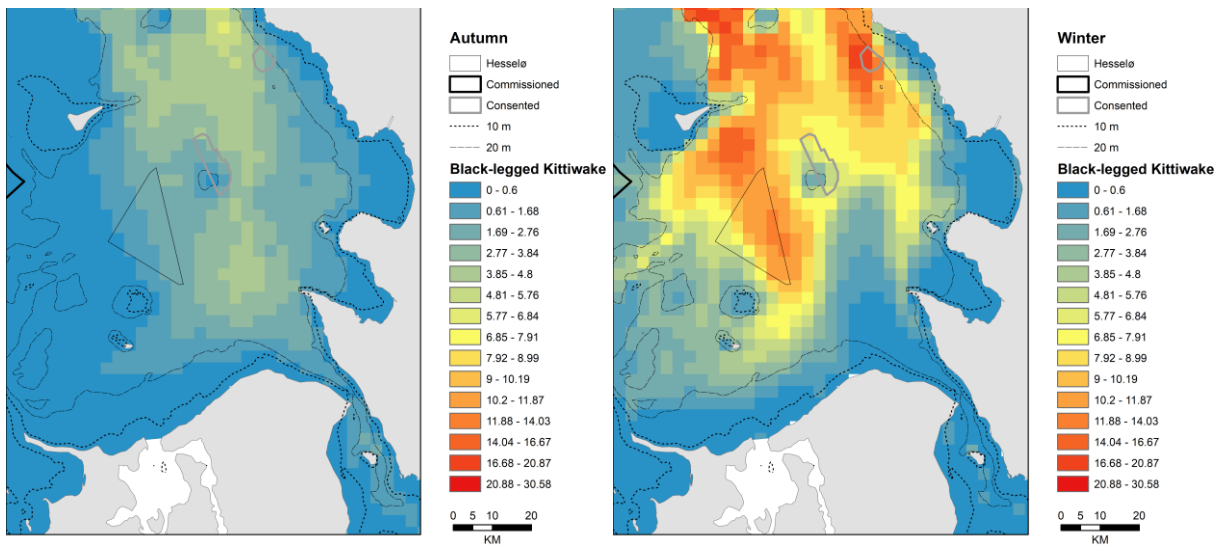 Autumn
Hesselø
Commissioned
Consented
10 m
20 m
Black-legged Kittiwake
0 - 0.6
0.61 - 1.68
1.69 - 2.76
2.77 - 3.84
3.85 - 4.8
4.81 - 5.76
5.77 - 6.84
6.85 - 7.91
7.92 - 8.99
9 - 10.19
10.2 - 11.87
11.88 - 14.03
14.04 - 16.67
16.68 - 20.87
20.88 - 30.58
0 5 10 20
KM
Winter
Hesselø
Commissioned
Consented
10 m
20 m
Black-legged Kittiwake
0 - 0.6
0.61 - 1.68
1.69 - 2.76
2.77 - 3.84
3.85 - 4.8
4.81 - 5.76
5.77 - 6.84
6.85 - 7.91
7.92 - 8.99
9 - 10.19
10.2 - 11.87
11.88 - 14.03
14.04 - 16.67
16.68 - 20.87
20.88 - 30.58
0 5 10 20
KM